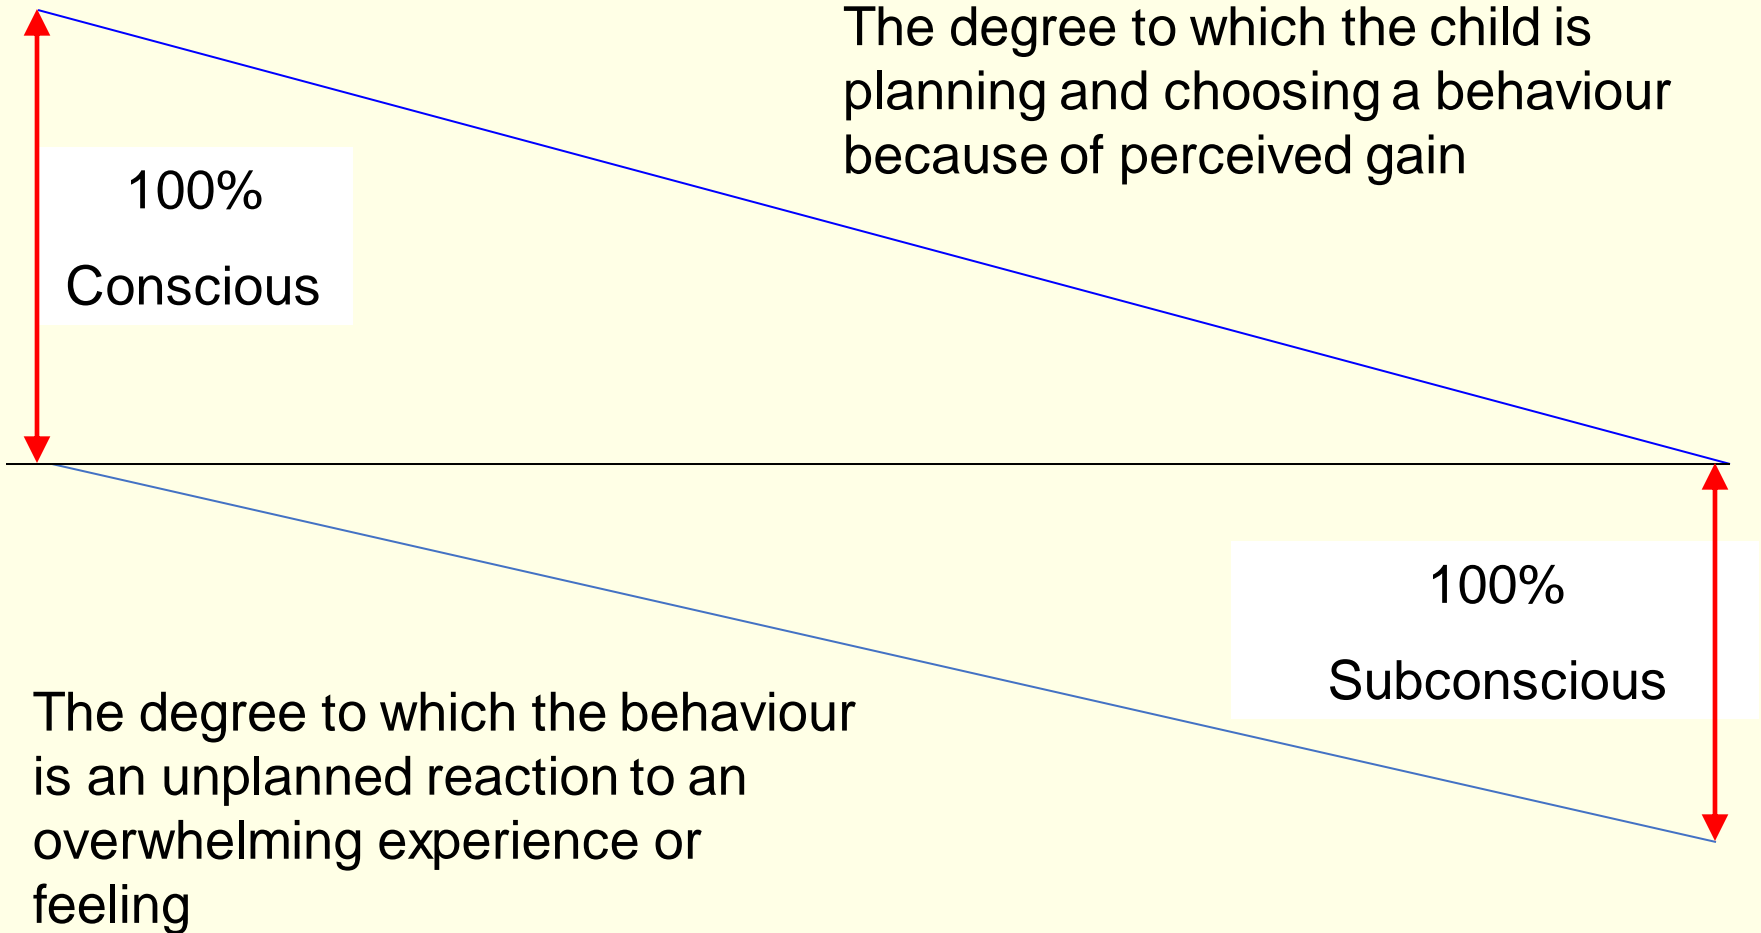 The degree to which the child is
planning and choosing a behaviour
because of perceived gain
100%
Conscious
100%
Subconscious
The degree to which the behaviour
is an unplanned reaction to an
overwhelming experience or
feeling